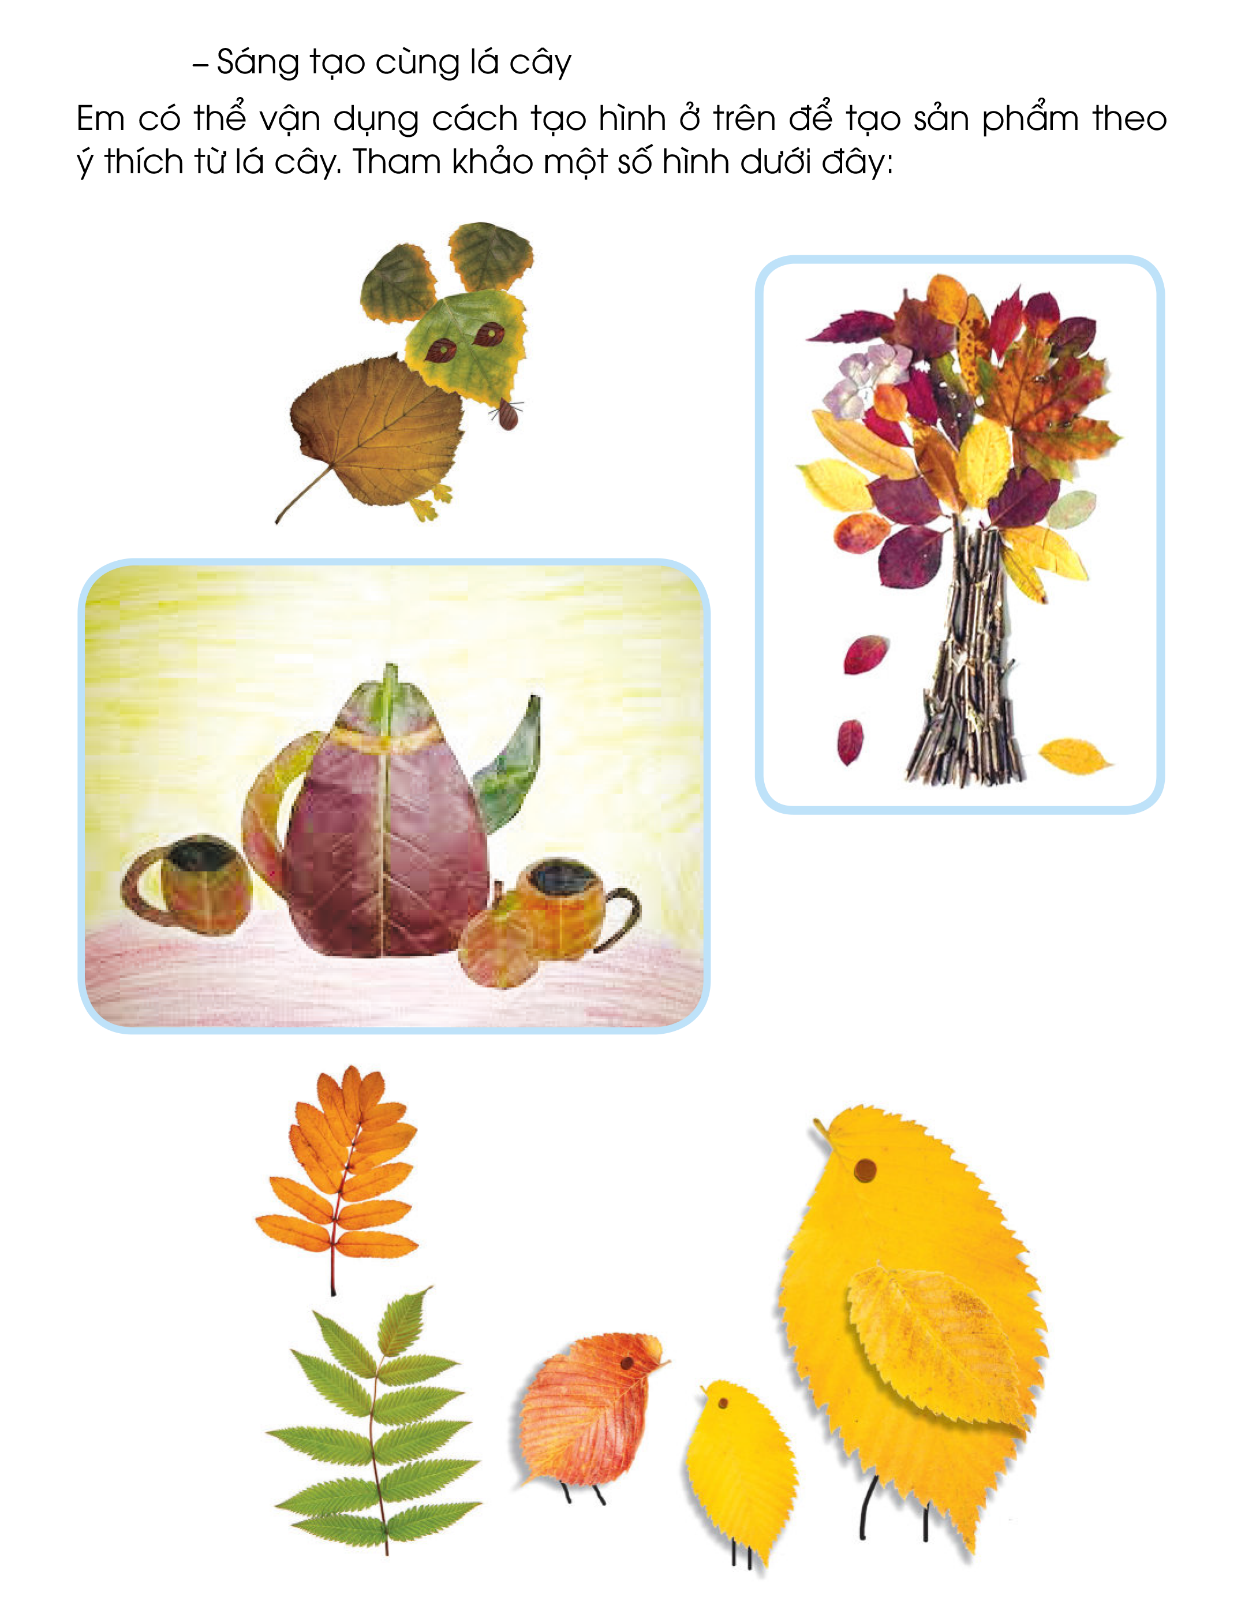 – Sáng tạo cùng lá cây
Em có thể vận dụng cách tạo hình ở trên để tạo sản phẩm theo
ý thích từ lá cây. Tham khảo một số hình dưới đây: